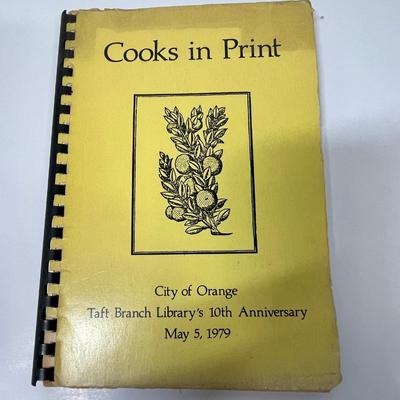 Cooks in Print
City of Orange
Taft Branch Library's 10th Anniversary
May 5, 1979